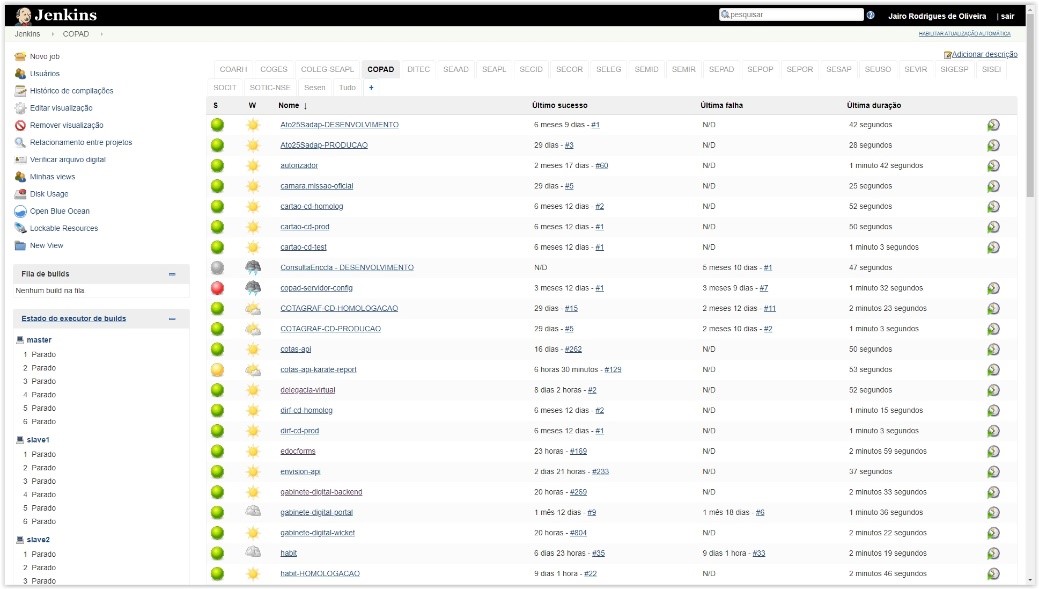 Jenkins
pesquisar
Jairo Rodrigues de Oliveira | sair
Jenkins › COPAD ›
HABILITAR ATUALIZAÇÃO AUTOMÁTICA
Novo job
Usuários
Histórico de compilações
Editar visualização
Remover visualização
Relacionamento entre projetos
Verificar arquivo digital
Minhas views
Disk Usage
Open Blue Ocean
Lockable Resources
New View
Fila de builds
Nenhum build na fila
Estado do executor de builds
master
1 Parado
2 Parado
3 Parado
4 Parado
5 Parado
6 Parado
slave1
1 Parado
2 Parado
3 Parado
4 Parado
5 Parado
6 Parado
slave2
1 Parado
2 Parado
3 Parado
Adicionar descrição
COARH COGES COLEG-SEAPL COPAD DITEC SEAAD SEAPL SECID SECOR SELEG SEMID SEMIR SEPAD SEPOP SEPOR SESAP SEUSO SEVIR SIGESP SISEI
SOCIT SOTIC-NSE Sesen Tudo +
S W Nome ↓ Último sucesso Última falha Última duração
Ato25Sadap-DESENVOLVIMENTO 6 meses 9 dias - #1 N/D 42 segundos
Ato25Sadap-PRODUCAO 29 dias - #3 N/D 28 segundos
autorizador 2 meses 17 dias - #60 N/D 1 minuto 42 segundos
camara.missao-oficial 29 dias - #5 N/D 25 segundos
cartao-cd-homolog 6 meses 12 dias - #2 N/D 52 segundos
cartao-cd-prod 6 meses 12 dias - #1 N/D 50 segundos
cartao-cd-test 6 meses 12 dias - #1 N/D 1 minuto 3 segundos
ConsultaEncda - DESENVOLVIMENTO N/D 5 meses 10 dias - #1 47 segundos
copad-servidor-config 3 meses 12 dias - #1 3 meses 9 dias - #7 1 minuto 32 segundos
COTAGRAF-CD-HOMOLOGACAO 29 dias - #15 2 meses 12 dias - #11 2 minutos 23 segundos
COTAGRAF-CD-PRODUCAO 29 dias - #5 2 meses 10 dias - #2 1 minuto 3 segundos
cotas-api 16 dias - #262 N/D 50 segundos
cotas-api-karate-report 6 horas 30 minutos - #129 N/D 53 segundos
delegacia-virtual 8 dias 2 horas - #2 N/D 52 segundos
dirf-cd-homolog 6 meses 12 dias - #2 N/D 1 minuto 15 segundos
dirf-cd-prod 6 meses 12 dias - #1 N/D 1 minuto 3 segundos
edocforms 23 horas - #169 N/D 2 minutos 59 segundos
envision-api 2 dias 21 horas - #233 N/D 37 segundos
gabinete-digital-backend 20 horas - #269 N/D 2 minutos 33 segundos
gabinete-digital-portal 1 mês 12 dias - #9 1 mês 18 dias - #6 1 minuto 36 segundos
gabinete-digital-wicket 20 horas - #804 N/D 2 minutos 22 segundos
habit 6 dias 23 horas - #35 9 dias 1 hora - #33 2 minutos 19 segundos
habit-HOMOLOGACAO 9 dias 1 hora - #22 N/D 2 minutos 46 segundos